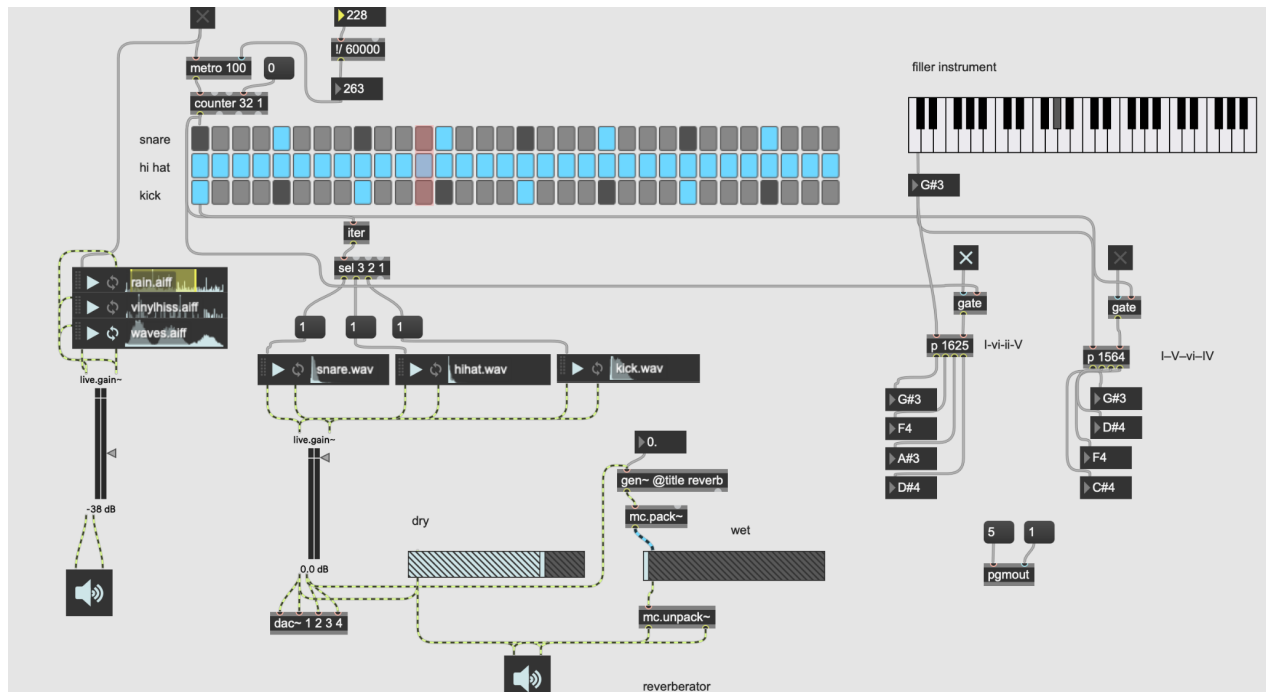 228
!/ 60000
metro 100
0
263
counter 32 1
filler instrument
snare
hi hat
kick
G#3
iter
sel 3 2 1
rain.aiff
vinylhiss.aiff
waves.aiff
1
1
1
gate
gate
p 1625
I-vi-ii-V
p 1564
I–V–vi–IV
snare.wav
hihat.wav
kick.wav
live.gain~
-38 dB
live.gain~
0.0 dB
G#3
F4
A#3
D#4
G#3
D#4
F4
C#4
0.
gen~ @title reverb
mc.pack~
dry
wet
5
1
pgmout
dac~ 1 2 3 4
mc.unpack~
reverberator